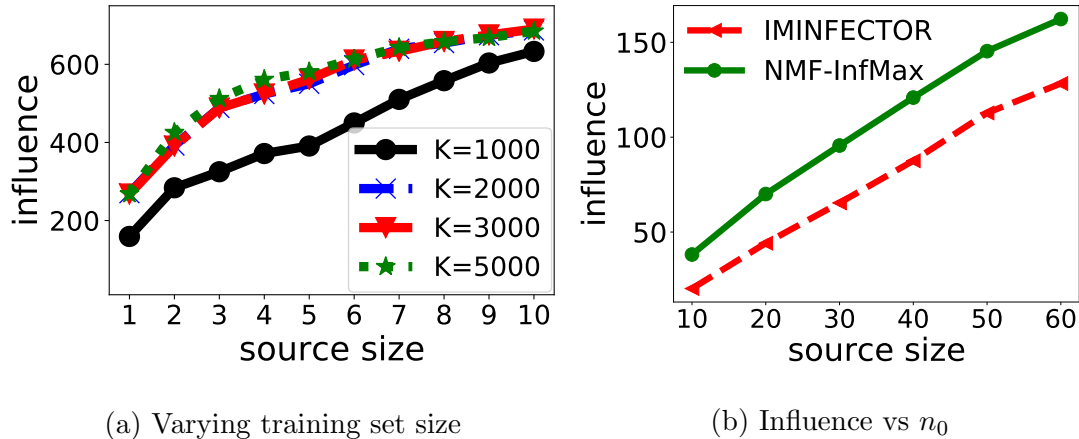 600
400
200
influence
K=1000
K=2000
K=3000
K=5000
1 2 3 4 5 6 7 8 9 10
source size
(a) Varying training set size
150
100
50
influence
IMINFECTOR
NMF-InfMax
10 20 30 40 50 60
source size
(b) Influence vs n₀